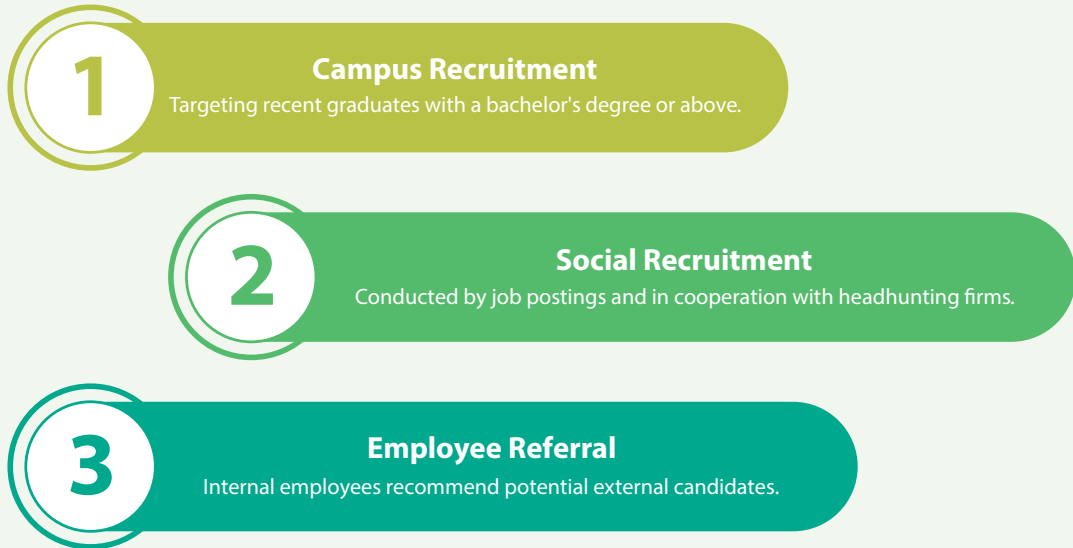 1
Campus Recruitment
Targeting recent graduates with a bachelor's degree or above.
2
Social Recruitment
Conducted by job postings and in cooperation with headhunting firms.
3
Employee Referral
Internal employees recommend potential external candidates.